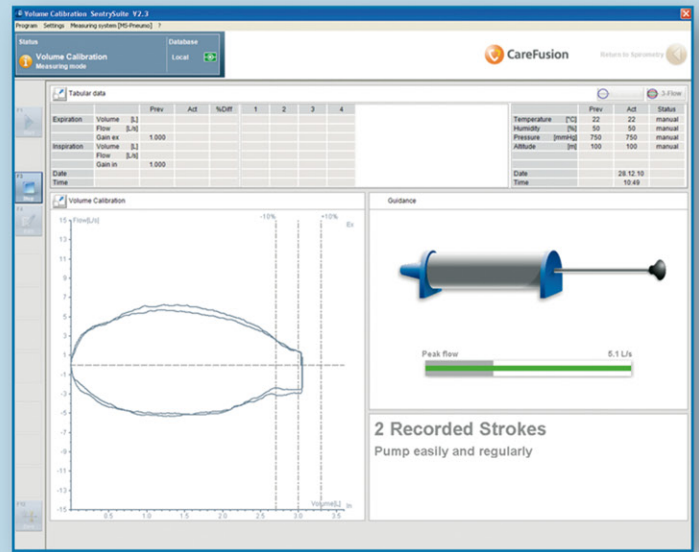 Volume Calibration SentrySuite V2.3
Program Settings Measuring system [MS-Pneumo] ?
Status
Database
Volume Calibration
Measuring mode
Local
CareFusion
Return to Spirometry
Tabular data
3-Flow
Prev Act %Diff 1 2 3 4
Expiration Volume [L]
Flow [L/s]
Gain ex 1.000
Inspiration Volume [L]
Flow [L/s]
Gain in 1.000
Date
Time
Prev Act Status
Temperature [°C] 22 22 manual
Humidity [%] 50 50 manual
Pressure [mmHg] 750 750 manual
Altitude [m] 100 100 manual
Date 28.12.10
Time 10:49
Volume Calibration
Guidance
15 Flow[L/s] -10% +10% Ex
13
11
9
7
5
3
1
-1
-3
-5
-7
-9
-11
-13
-15
Volume[L] In
0.5 1.0 1.5 2.0 2.5 3.0 3.5
Peak flow 5.1 L/s
2 Recorded Strokes
Pump easily and regularly